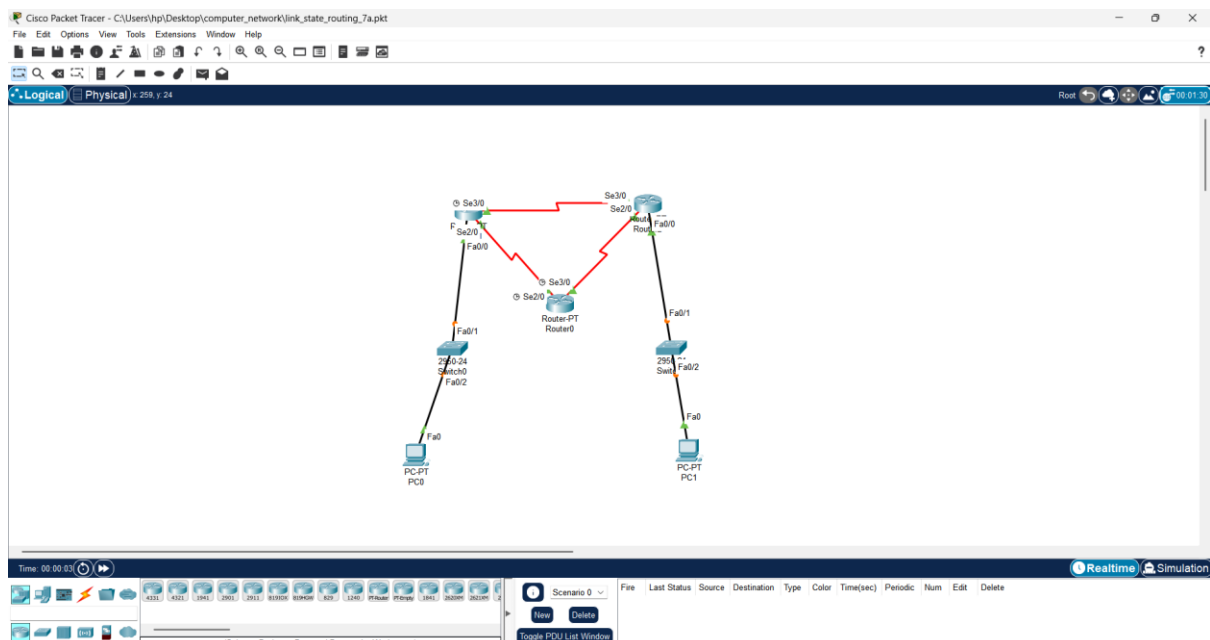 Cisco Packet Tracer - C:\Users\hp\Desktop\computer_network\link_state_routing_7a.pkt
File Edit Options View Tools Extensions Window Help
?
Logical Physical x: 259, y: 24 Root 00:01:30
Se3/0
Se2/0
Fa0/0
Se3/0
Se2/0
Fa0/0
Se3/0
Se2/0
Router-PT
Router0
Fa0/1
2950-24
Switch0
Fa0/2
Fa0
PC-PT
PC0
Fa0/1
Fa0/2
Fa0
PC-PT
PC1
Time: 00:00:03 Realtime Simulation
4331 4321 1941 2901 2911 819IOX 819HGW 829 1240 PT-Router PT-Empty 1841 2620XM 2621XM
Scenario 0
New Delete
Toggle PDU List Window
Fire Last Status Source Destination Type Color Time(sec) Periodic Num Edit Delete